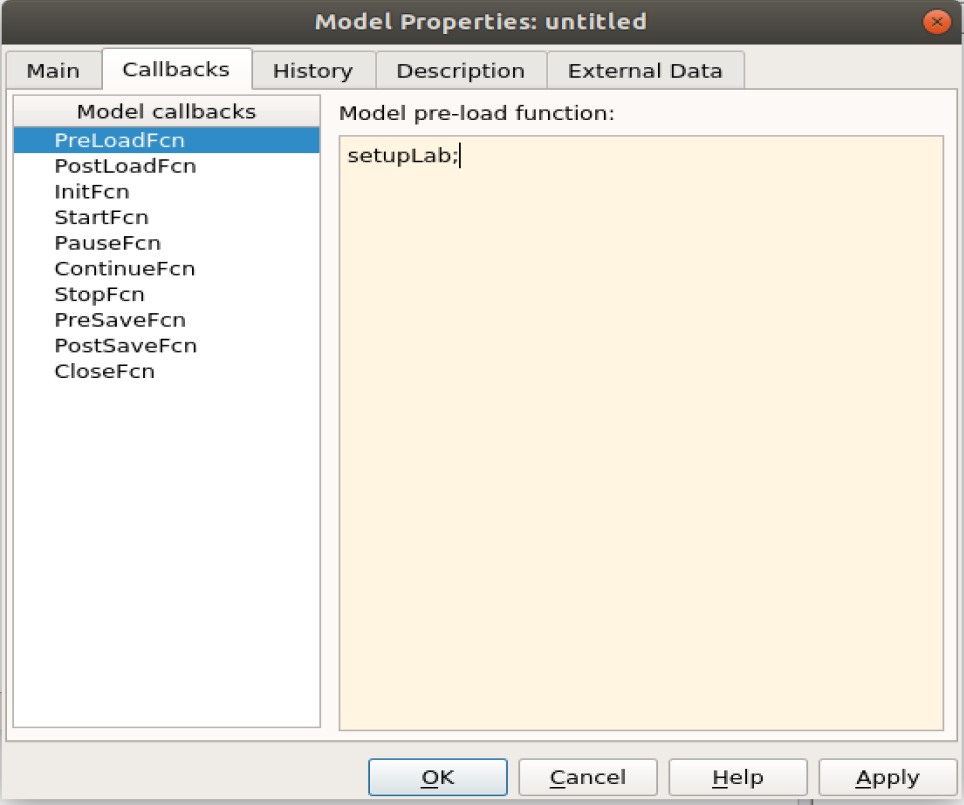 Model Properties: untitled
Main
Callbacks
History
Description
External Data
Model callbacks
PreLoadFcn
PostLoadFcn
InitFcn
StartFcn
PauseFcn
ContinueFcn
StopFcn
PreSaveFcn
PostSaveFcn
CloseFcn
Model pre-load function:
setupLab;
OK
Cancel
Help
Apply